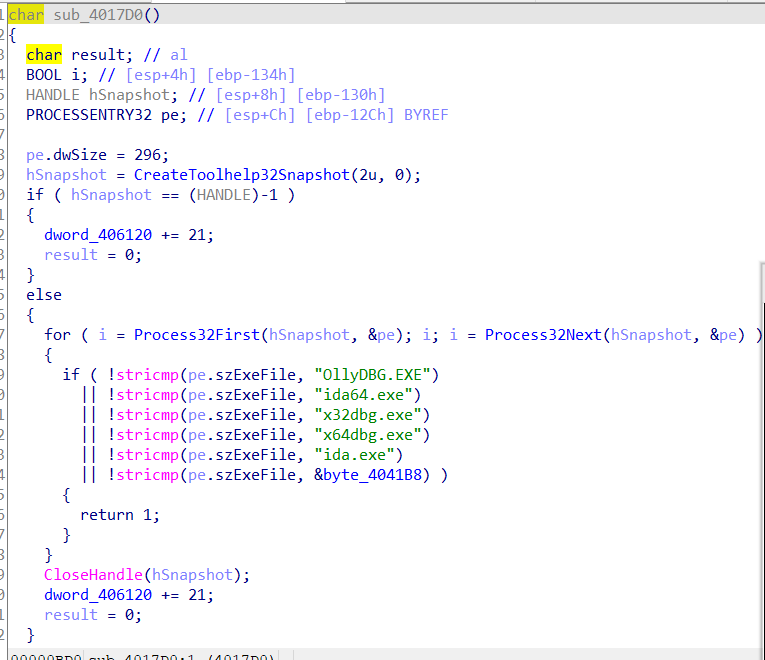 1 char sub_4017D0()
2 {
3 char result; // al
4 BOOL i; // [esp+4h] [ebp-134h]
5 HANDLE hSnapshot; // [esp+8h] [ebp-130h]
6 PROCESSENTRY32 pe; // [esp+Ch] [ebp-12Ch] BYREF
7
8 pe.dwSize = 296;
9 hSnapshot = CreateToolhelp32Snapshot(2u, 0);
0 if ( hSnapshot == (HANDLE)-1 )
1 {
2 dword_406120 += 21;
3 result = 0;
4 }
5 else
6 {
7 for ( i = Process32First(hSnapshot, &pe); i; i = Process32Next(hSnapshot, &pe) )
8 {
9 if ( !stricmp(pe.szExeFile, "OllyDBG.EXE")
0 || !stricmp(pe.szExeFile, "ida64.exe")
1 || !stricmp(pe.szExeFile, "x32dbg.exe")
2 || !stricmp(pe.szExeFile, "x64dbg.exe")
3 || !stricmp(pe.szExeFile, "ida.exe")
4 || !stricmp(pe.szExeFile, &byte_4041B8) )
5 {
6 return 1;
7 }
8 }
9 CloseHandle(hSnapshot);
0 dword_406120 += 21;
1 result = 0;
2 }
00000BD0 sub_4017D0:1 (4017D0)